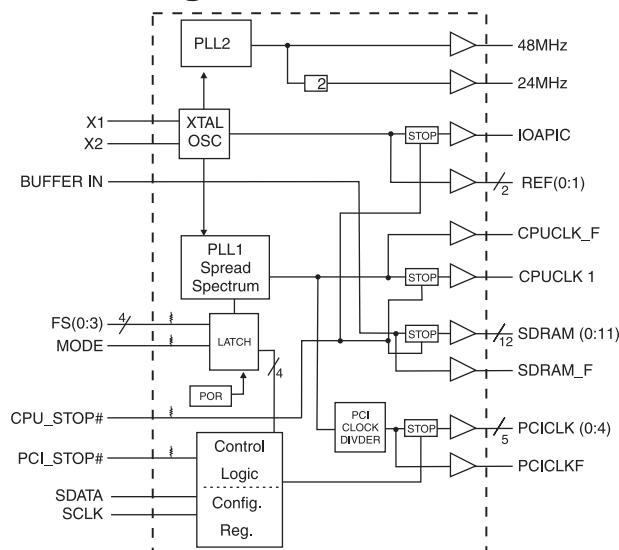 PLL2
48MHz
2
24MHz
X1
X2
XTAL
OSC
STOP
IOAPIC
BUFFER IN
2
REF(0:1)
CPUCLK_F
PLL1
Spread
Spectrum
STOP
CPUCLK 1
FS(0:3)
4
MODE
LATCH
4
STOP
12
SDRAM (0:11)
SDRAM_F
POR
CPU_STOP#
PCI
CLOCK
DIVDER
STOP
5
PCICLK (0:4)
PCICLKF
PCI_STOP#
Control
Logic
SDATA
SCLK
Config.
Reg.